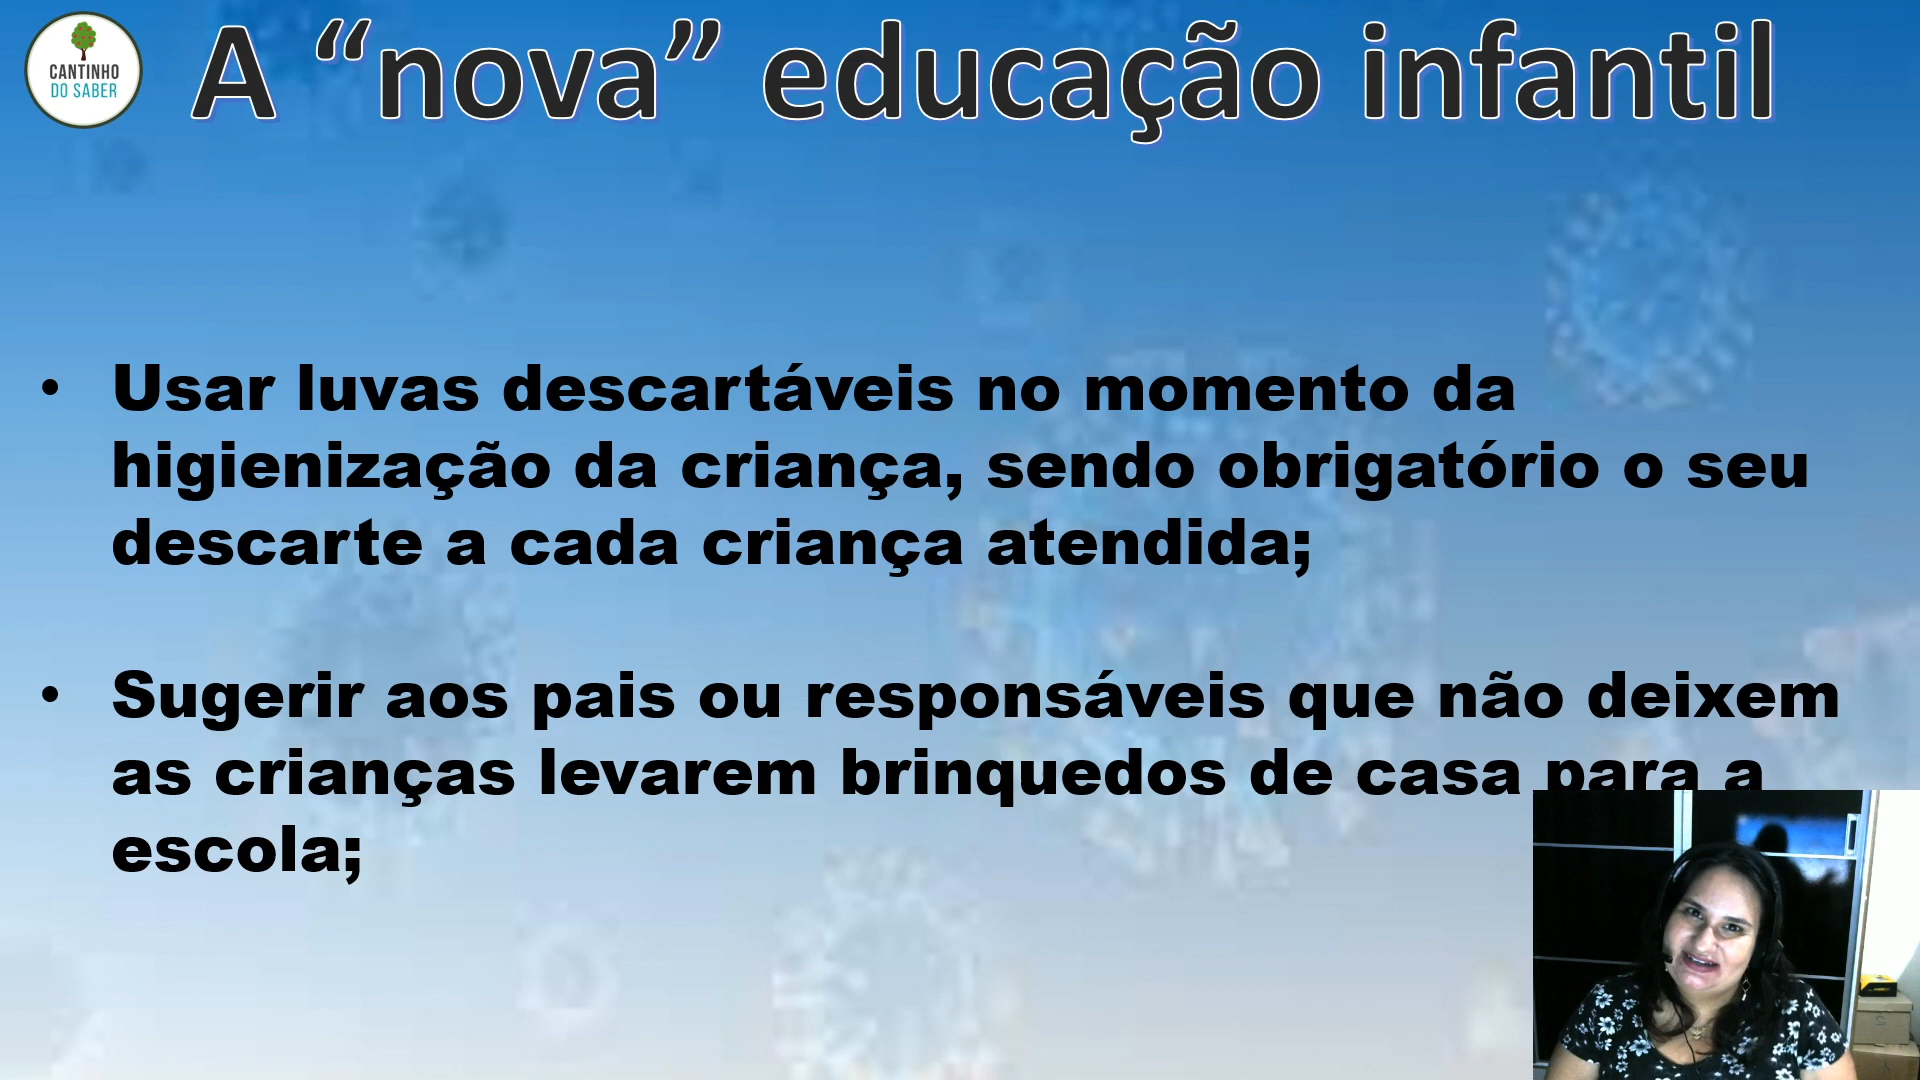 CANTINHO
DO SABER
A “nova” educação infantil
• Usar luvas descartáveis no momento da
higienização da criança, sendo obrigatório o seu
descarte a cada criança atendida;
• Sugerir aos pais ou responsáveis que não deixem
as crianças levarem brinquedos de casa para a
escola;